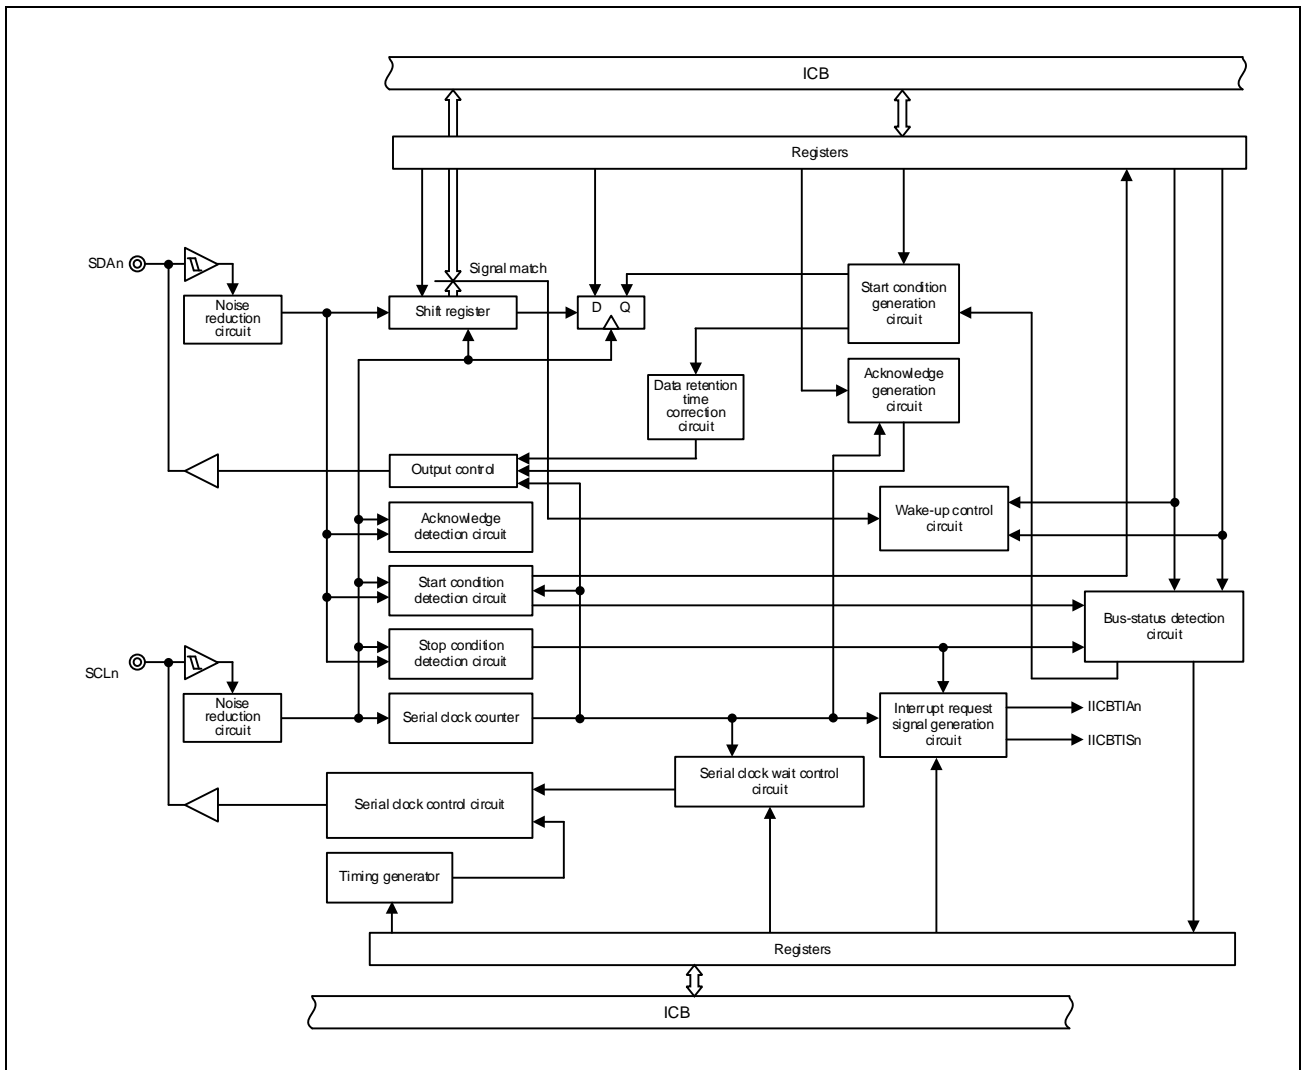 ICB
Registers
SDAn
Signal match
Noise
reduction
circuit
Shift register
D Q
Start condition
generation
circuit
Data retention
time
correction
circuit
Acknowledge
generation
circuit
Output control
Acknowledge
detection circuit
Wake-up control
circuit
Start condition
detection circuit
Bus-status detection
circuit
Stop condition
detection circuit
SCLn
Noise
reduction
circuit
Serial clock counter
Interrupt request
signal generation
circuit
IICBTIAn
IICBTISn
Serial clock wait control
circuit
Serial clock control circuit
Timing generator
Registers
ICB